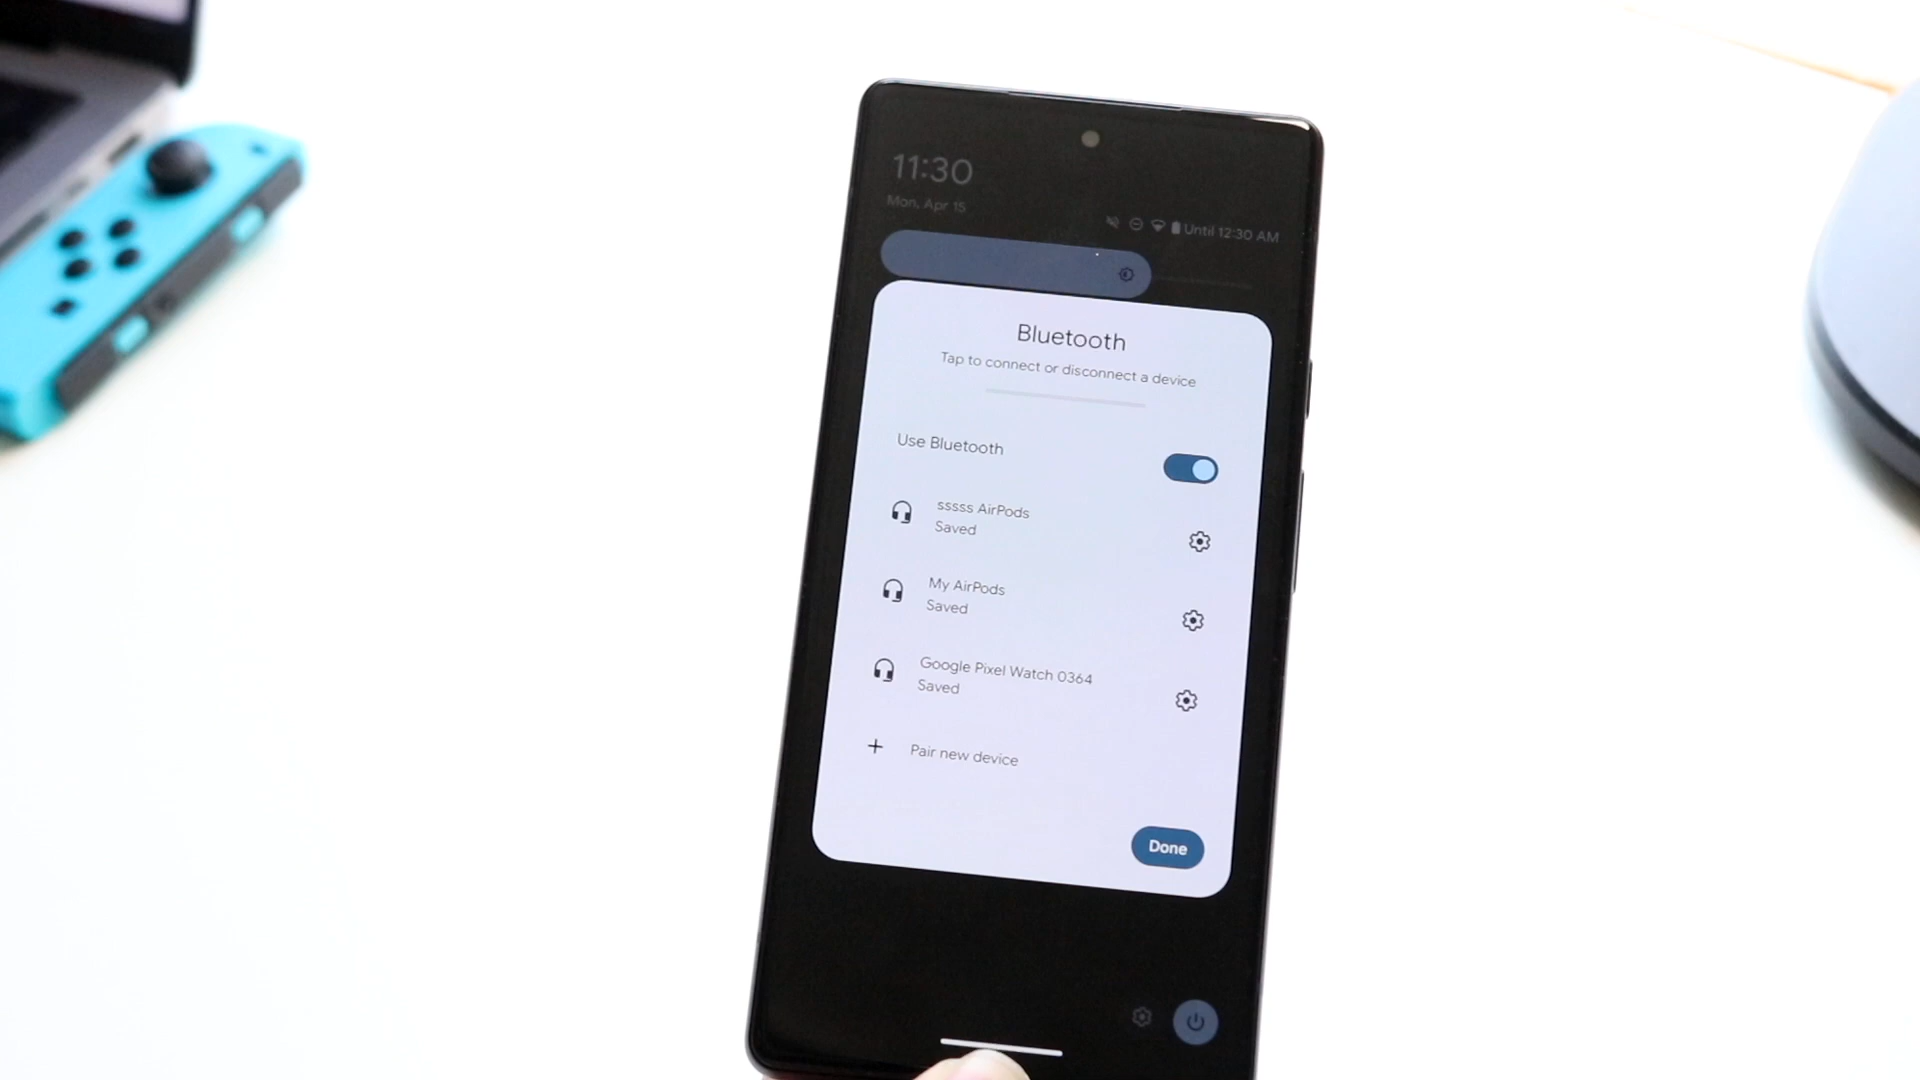 11:30
Mon, Apr 15
Until 12:30 AM
Bluetooth
Tap to connect or disconnect a device
Use Bluetooth
sssss AirPods
Saved
My AirPods
Saved
Google Pixel Watch 0364
Saved
Pair new device
Done